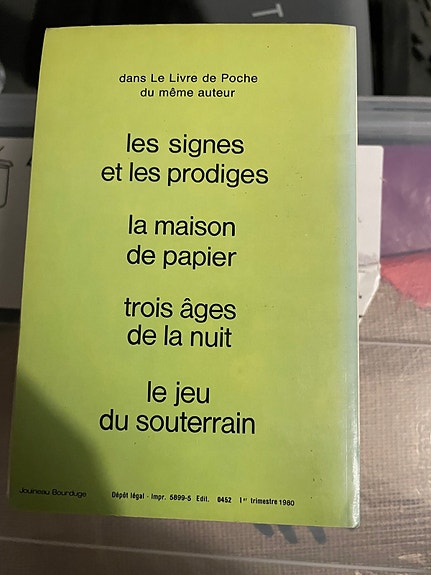 dans Le Livre de Poche
du même auteur
les signes
et les prodiges
la maison
de papier
trois âges
de la nuit
le jeu
du souterrain
Jouineau Bourduge
Dépôt légal - Impr. 5899-5 Edit. 0452 1er trimestre 1980